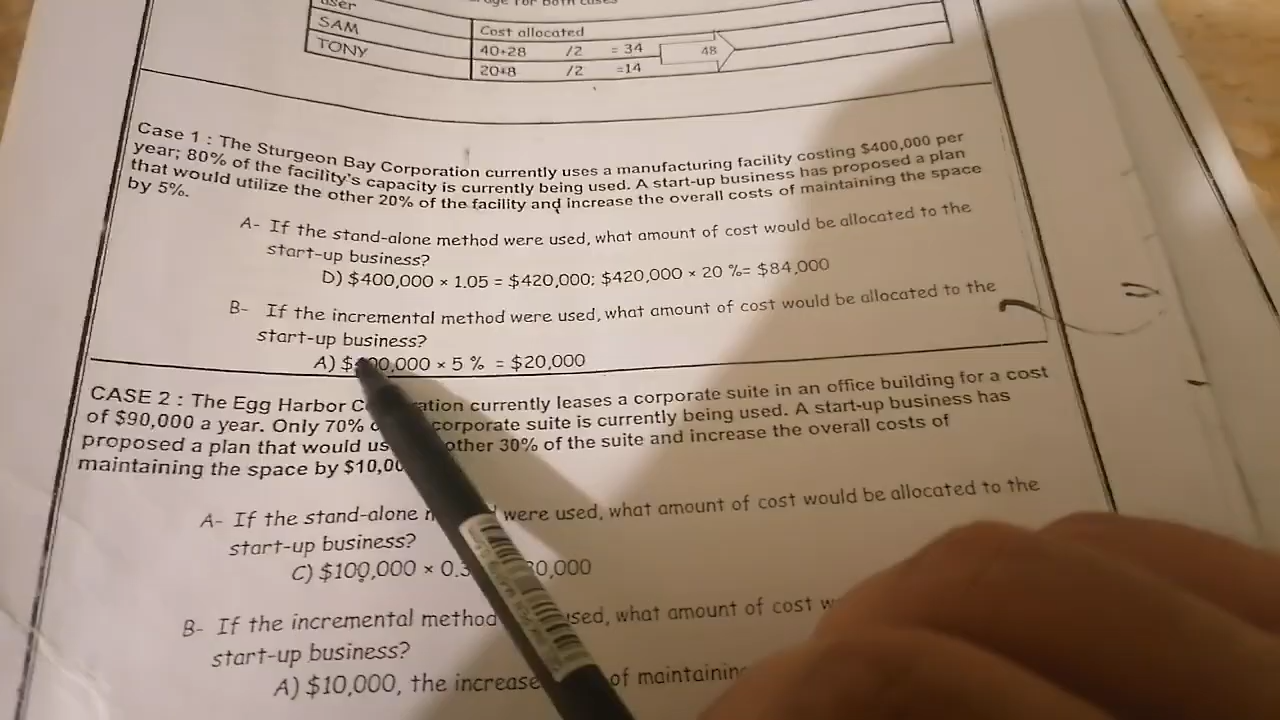 user
SAM
TONY
Cost allocated
40+28 /2 = 34
48
20+8 /2 =14
Case 1 : The Sturgeon Bay Corporation currently uses a manufacturing facility costing $400,000 per
year; 80% of the facility's capacity is currently being used. A start-up business has proposed a plan
that would utilize the other 20% of the facility and increase the overall costs of maintaining the space
by 5%.
A- If the stand-alone method were used, what amount of cost would be allocated to the
start-up business?
D) $400,000 × 1.05 = $420,000; $420,000 × 20 %= $84,000
B- If the incremental method were used, what amount of cost would be allocated to the
start-up business?
A) $400,000 × 5 % = $20,000
CASE 2 : The Egg Harbor currently leases a corporate suite in an office building for a cost
of $90,000 a year. Only 70% corporate suite is currently being used. A start-up business has
proposed a plan that would other 30% of the suite and increase the overall costs of
maintaining the space by
A- If the stand-alone were used, what amount of cost would be allocated to the
start-up business?
C) $100,000 ×
B- If the incremental method used, what amount of cost
start-up business?
A) $10,000, the increase of maintaining